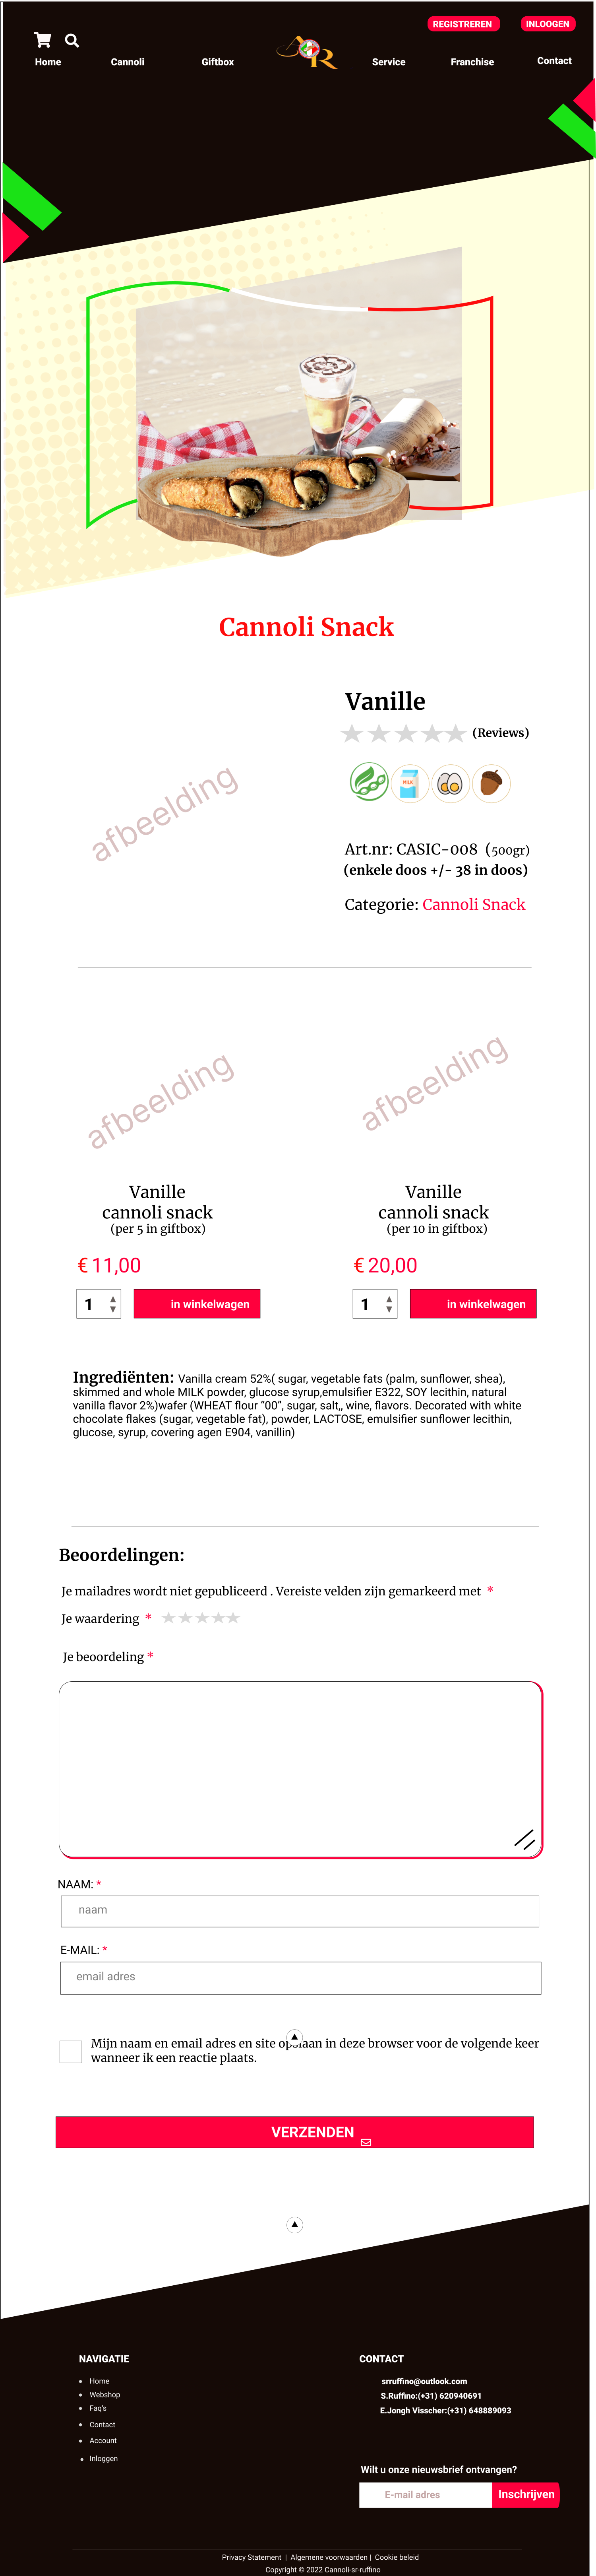 REGISTREREN
INLOOGEN
Home
Cannoli
Giftbox
AR
Service
Franchise
Contact
Cannoli Snack
Vanille
(Reviews)
MILK
afbeelding
Art.nr: CASIC-008 (500gr)
(enkele doos +/- 38 in doos)
Categorie: Cannoli Snack
afbeelding
afbeelding
Vanille
cannoli snack
(per 5 in giftbox)
Vanille
cannoli snack
(per 10 in giftbox)
€ 11,00
€ 20,00
1
in winkelwagen
1
in winkelwagen
Ingrediënten: Vanilla cream 52%( sugar, vegetable fats (palm, sunflower, shea),
skimmed and whole MILK powder, glucose syrup,emulsifier E322, SOY lecithin, natural
vanilla flavor 2%)wafer (WHEAT flour “00”, sugar, salt,, wine, flavors. Decorated with white
chocolate flakes (sugar, vegetable fat), powder, LACTOSE, emulsifier sunflower lecithin,
glucose, syrup, covering agen E904, vanillin)
Beoordelingen:
Je mailadres wordt niet gepubliceerd . Vereiste velden zijn gemarkeerd met *
Je waardering *
Je beoordeling *
NAAM: *
naam
E-MAIL: *
email adres
Mijn naam en email adres en site opslaan in deze browser voor de volgende keer
wanneer ik een reactie plaats.
VERZENDEN
NAVIGATIE
Home
Webshop
Faq's
Contact
Account
Inloggen
CONTACT
srruffino@outlook.com
S.Ruffino:(+31) 620940691
E.Jongh Visscher:(+31) 648889093
Wilt u onze nieuwsbrief ontvangen?
E-mail adres
Inschrijven
Privacy Statement | Algemene voorwaarden | Cookie beleid
Copyright © 2022 Cannoli-sr-ruffino